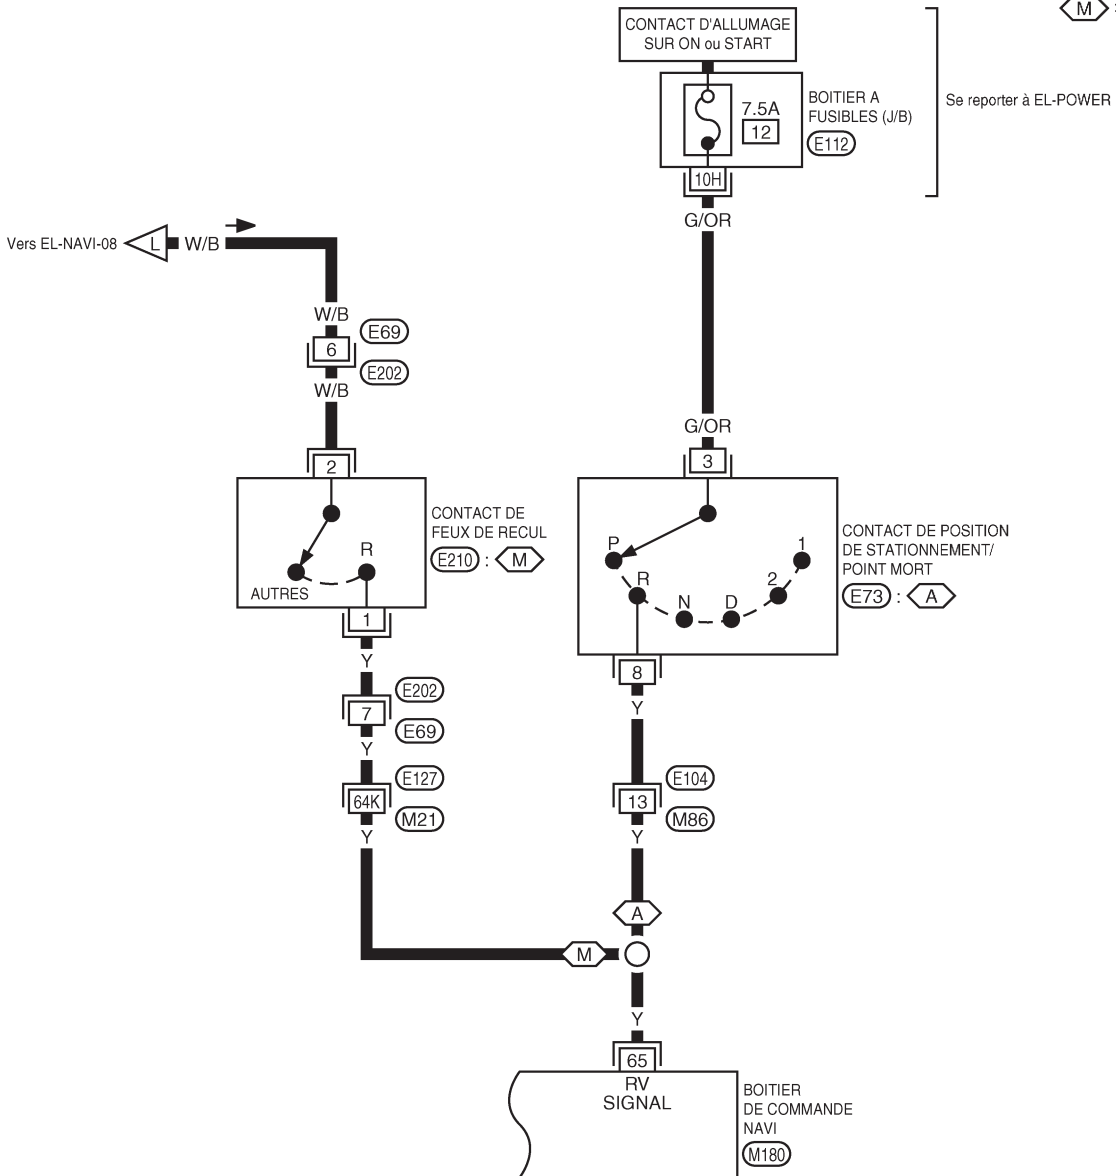 M :
CONTACT D'ALLUMAGE
SUR ON ou START
7.5A
12
BOITIER A
FUSIBLES (J/B)
E112
Se reporter à EL-POWER
10H
G/OR
Vers EL-NAVI-08
L
W/B
W/B
E69
6
E202
W/B
G/OR
2
3
CONTACT DE
FEUX DE RECUL
E210 : M
R
AUTRES
1
P
R
N
D
2
1
CONTACT DE POSITION
DE STATIONNEMENT/
POINT MORT
E73 : A
Y
8
E202
7
E69
Y
Y
E127
64K
M21
Y
E104
13
M86
Y
A
M
Y
65
RV
SIGNAL
BOITIER
DE COMMANDE
NAVI
M180